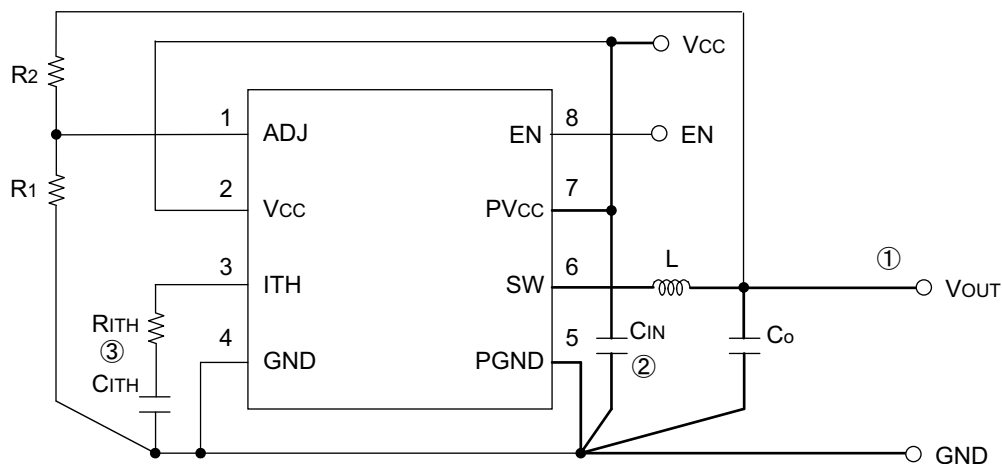 VCC
R2
1 ADJ
EN 8
EN
R1
2 VCC
PVCC 7
3 ITH
SW 6
L
①
VOUT
RITH
③
CITH
4 GND
PGND 5
CIN
②
Co
GND